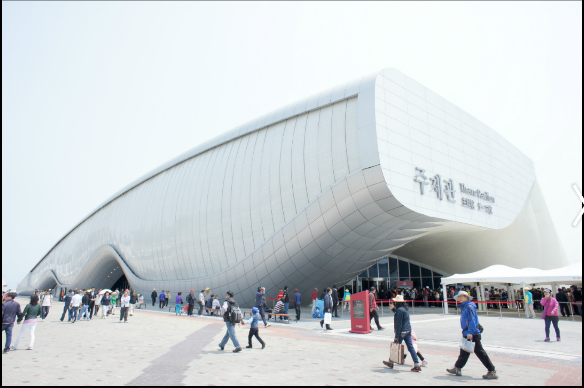 주제관
Theme Pavilion